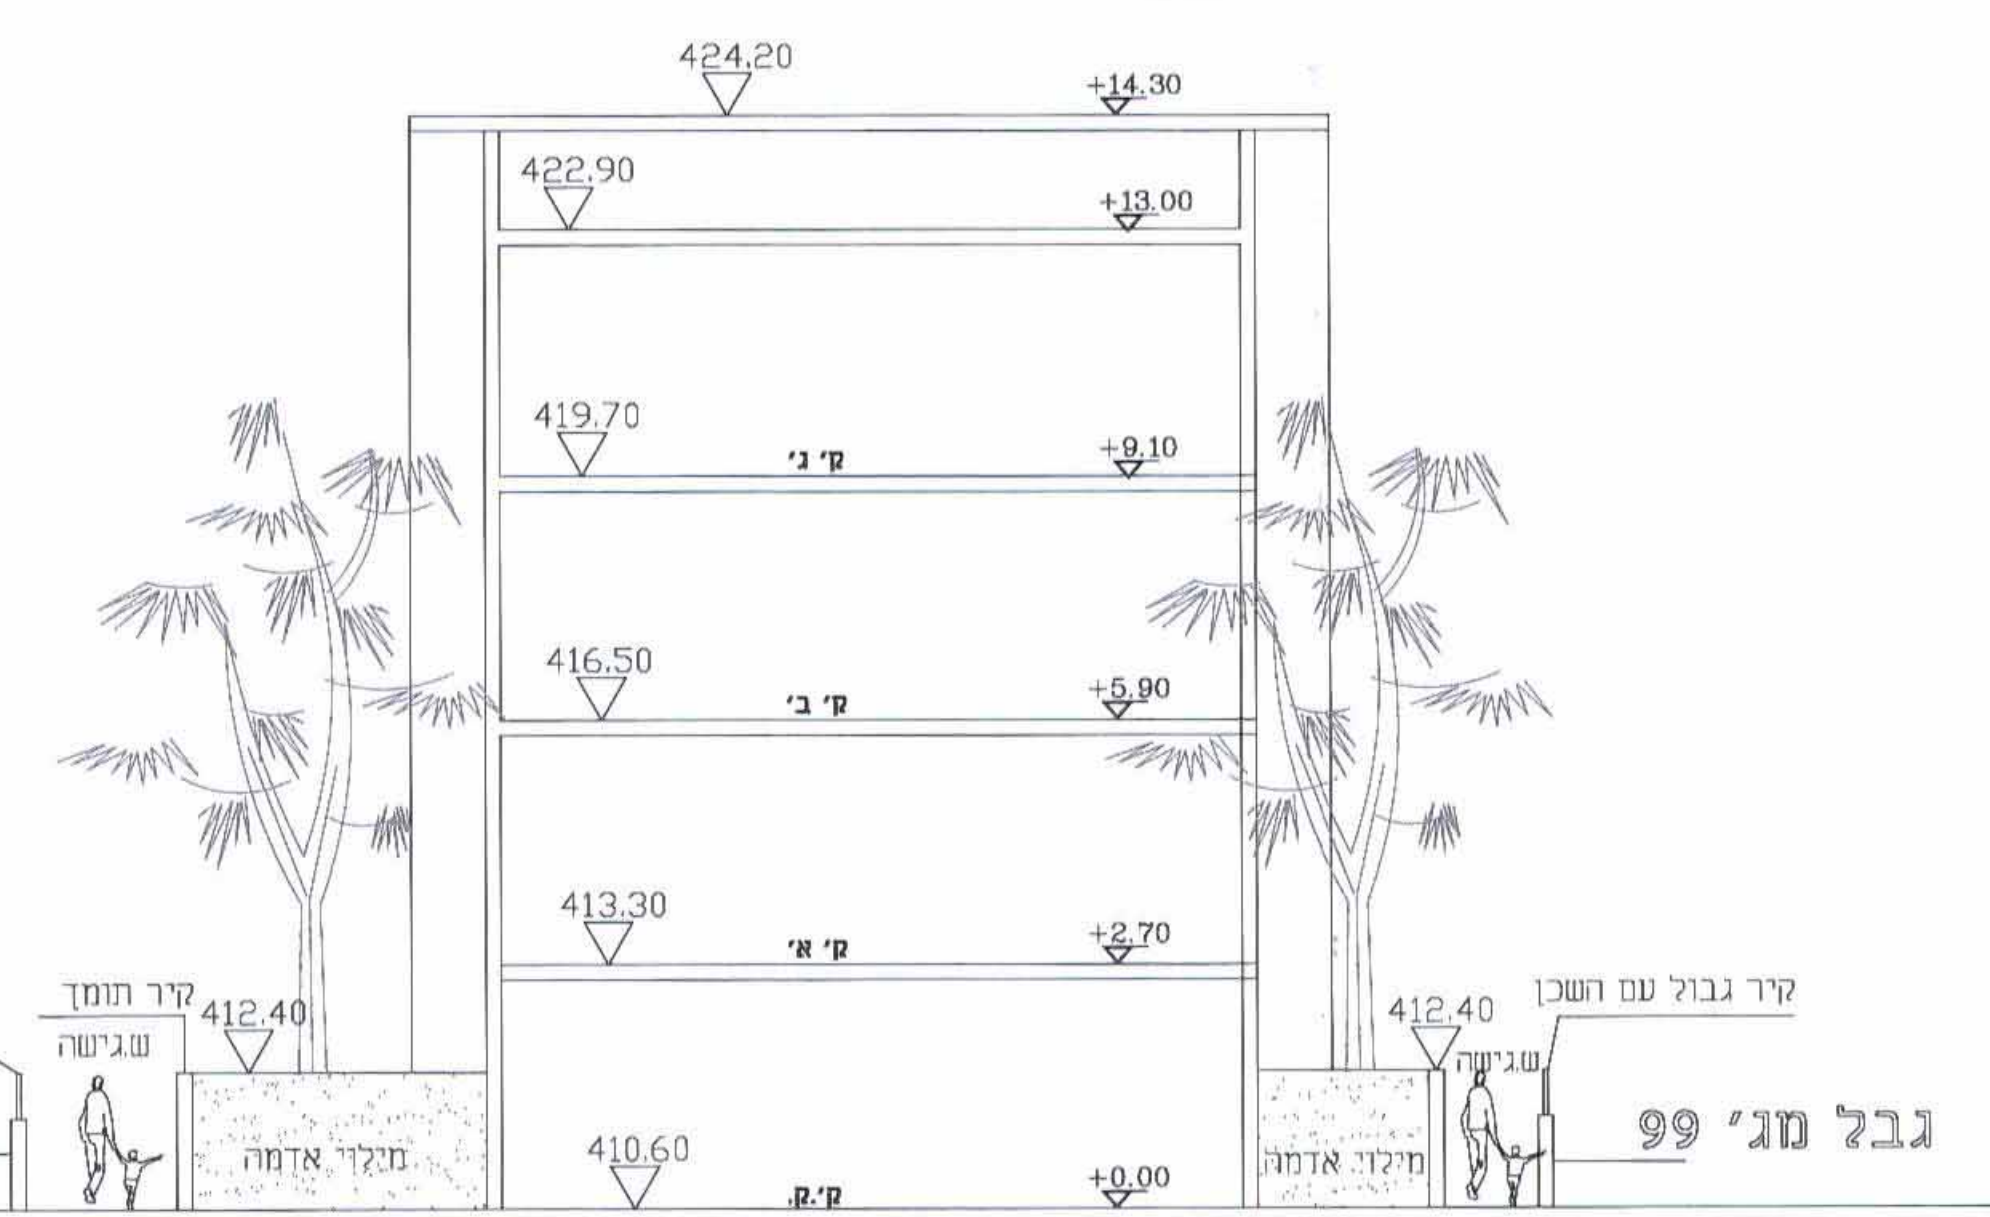 424.20
+14.30
422.90
+13.00
419.70
ק' ג'
+9.10
416.50
ק' ב'
+5.90
413.30
ק' א'
+2.70
קיר תומך
412.40
ש.גישה
412.40
קיר גבול עם השכן
ש.גישה
גבל מג' 99
מילוי אדמה
410.60
ק'.ק.
+0.00
מילוי אדמה